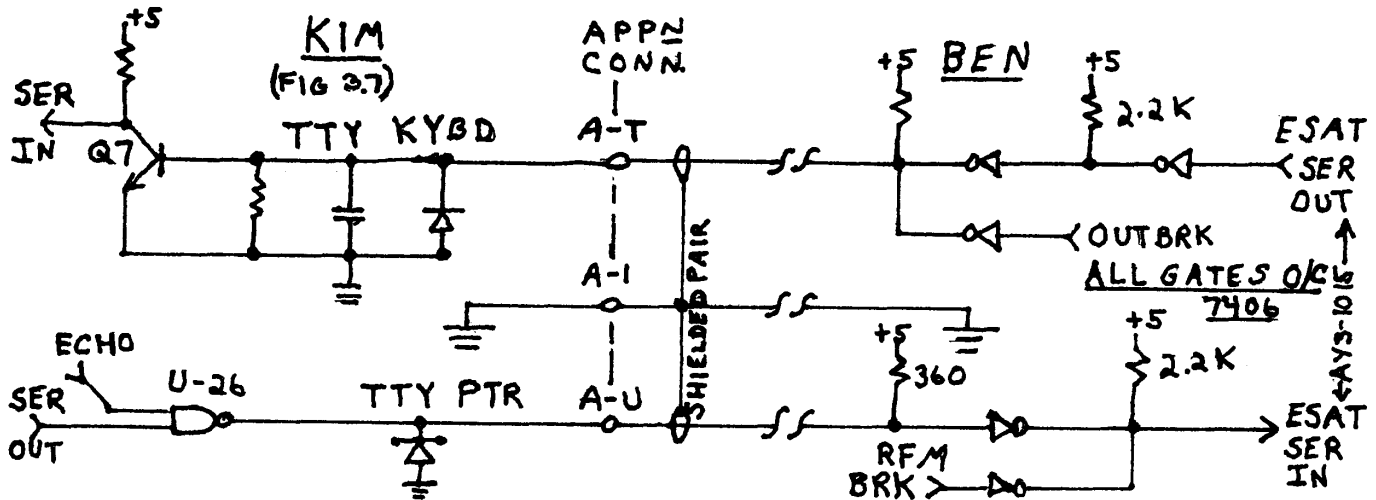 +5
KIM
(FIG 3.7)
APPN
CONN.
+5
BEN
+5
2.2K
SER
IN
Q7
TTY KYBD
A-T
ESAT
SER
OUT
OUTBRK
SHIELDED PAIR
A-1
ALL GATES O/C
7406
AY3-1015
ECHO
SER
OUT
U-26
TTY PTR
A-U
+5
360
+5
2.2K
RFM
BRK
ESAT
SER
IN